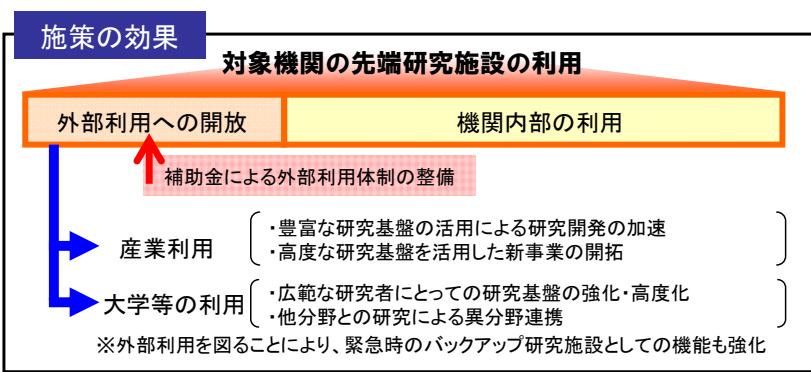 施策の効果
対象機関の先端研究施設の利用
外部利用への開放
機関内部の利用
補助金による外部利用体制の整備
産業利用
・豊富な研究基盤の活用による研究開発の加速
・高度な研究基盤を活用した新事業の開拓
大学等の利用
・広範な研究者にとっての研究基盤の強化・高度化
・他分野との研究による異分野連携
※外部利用を図ることにより、緊急時のバックアップ研究施設としての機能も強化